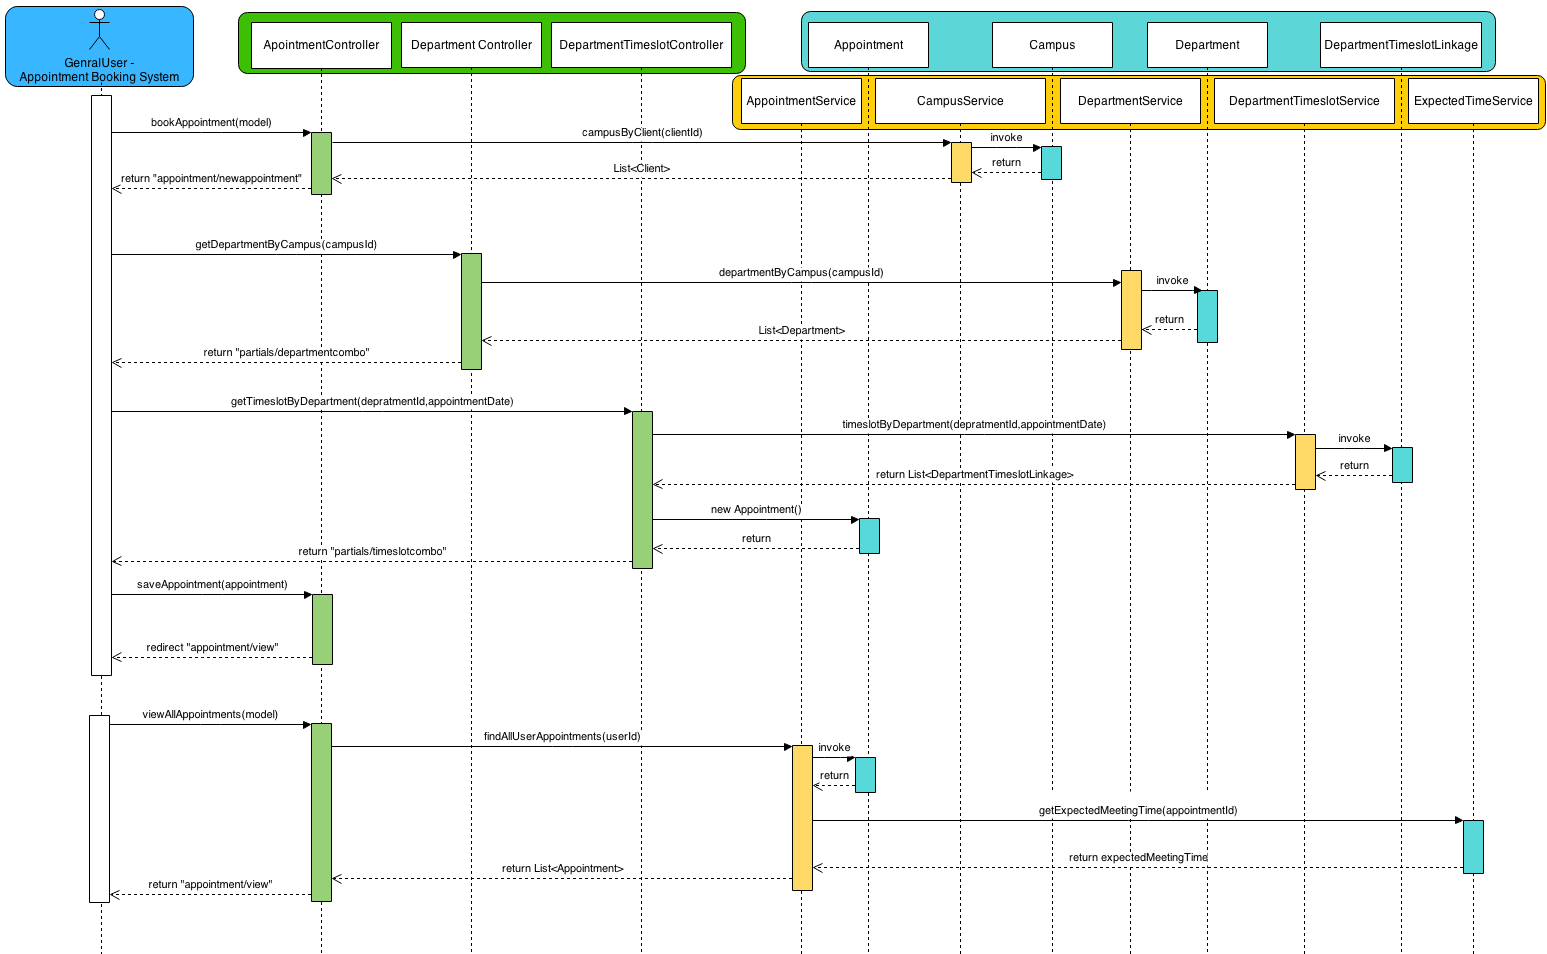 GenralUser -
Appointment Booking System
ApointmentController
Department Controller
DepartmentTimeslotController
Appointment
Campus
Department
DepartmentTimeslotLinkage
AppointmentService
CampusService
DepartmentService
DepartmentTimeslotService
ExpectedTimeService
bookAppointment(model)
campusByClient(clientId)
invoke
return
List<Client>
return "appointment/newappointment"
getDepartmentByCampus(campusId)
departmentByCampus(campusId)
invoke
return
List<Department>
return "partials/departmentcombo"
getTimeslotByDepartment(depratmentId,appointmentDate)
timeslotByDepartment(depratmentId,appointmentDate)
invoke
return
return List<DepartmentTimeslotLinkage>
new Appointment()
return
return "partials/timeslotcombo"
saveAppointment(appointment)
redirect "appointment/view"
viewAllAppointments(model)
findAllUserAppointments(userId)
invoke
return
getExpectedMeetingTime(appointmentId)
return expectedMeetingTime
return List<Appointment>
return "appointment/view"